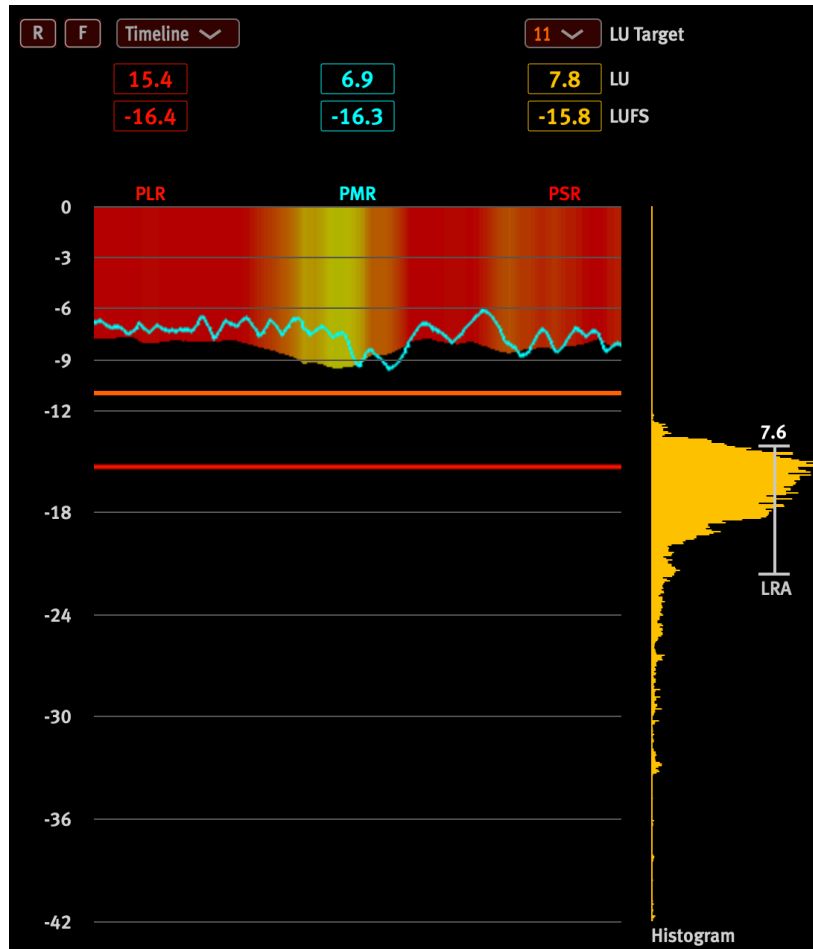 R F Timeline 11 LU Target
15.4 6.9 7.8 LU
-16.4 -16.3 -15.8 LUFS
PLR PMR PSR
0
-3
-6
-9
-12
7.6
-18
LRA
-24
-30
-36
-42
Histogram